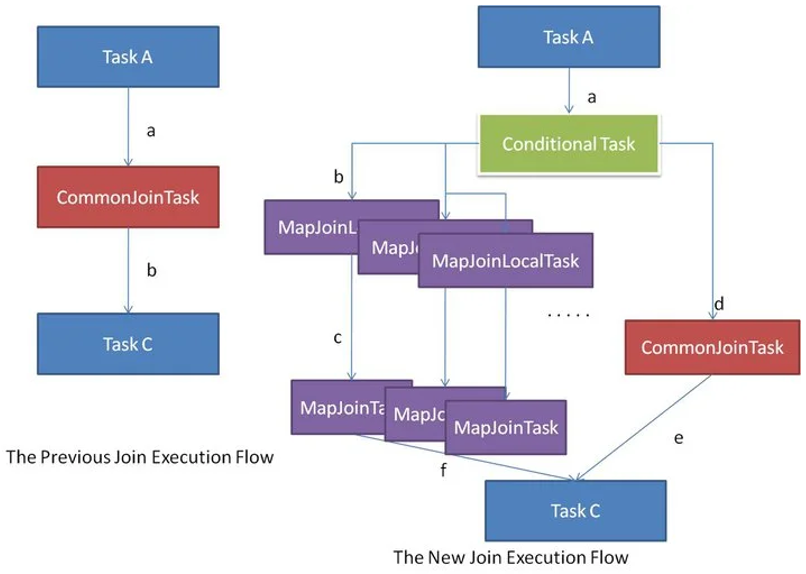 Task A
a
CommonJoinTask
b
Task C
The Previous Join Execution Flow
Task A
a
Conditional Task
b
MapJoinL
MapJo
MapJoinLocalTask
. . . . .
d
CommonJoinTask
c
MapJoinTa
MapJo
MapJoinTask
e
f
Task C
The New Join Execution Flow